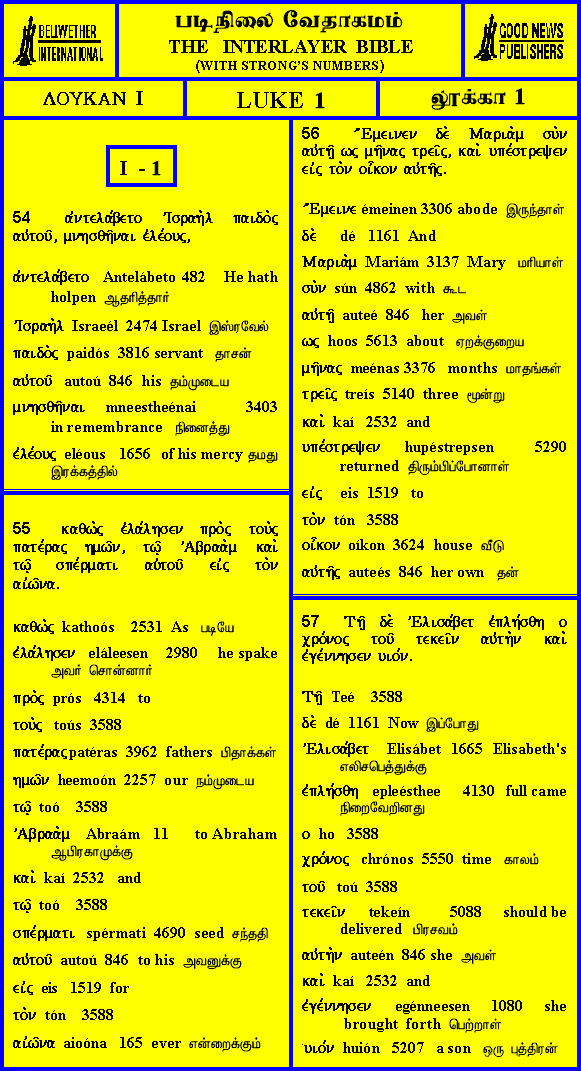 BELLWETHER
INTERNATIONAL
படிநிலை வேதாகமம்
THE INTERLAYER BIBLE
(WITH STRONG'S NUMBERS)
GOOD NEWS
PUBLISHERS
ΛΟΥΚΑΝ I
LUKE 1
லூக்கா 1
I - 1
54 ἀντελάβετο Ἰσραὴλ παιδὸς
αὐτοῦ, μνησθῆναι ἐλέους,
ἀντελάβετο Antelábeto 482 He hath
holpen ஆதரித்தார்
Ἰσραὴλ Israeél 2474 Israel இஸ்ரவேல்
παιδὸς paidós 3816 servant தாசன்
αὐτοῦ autoú 846 his தம்முடைய
μνησθῆναι mneestheénai 3403
in remembrance நினைத்து
ἐλέους eléous 1656 of his mercy தமது
இரக்கத்தில்
55 καθὼς ἐλάλησεν πρὸς τοὺς
πατέρας ημῶν, τῷ Ἀβραὰμ καὶ
τῷ σπέρματι αὐτοῦ εἰς τὸν
αἰῶνα.
καθὼς kathoós 2531 As படியே
ἐλάλησεν eláleesen 2980 he spake
அவர் சொன்னார்
πρὸς prós 4314 to
τοὺς toús 3588
πατέρας patéras 3962 fathers பிதாக்கள்
ημῶν heemoón 2257 our நம்முடைய
τῷ toó 3588
Ἀβραὰμ Abraám 11 to Abraham
ஆபிரகாமுக்கு
καὶ kaí 2532 and
τῷ toó 3588
σπέρματι spérmati 4690 seed சந்ததி
αὐτοῦ autoú 846 to his அவனுக்கு
εἰς eis 1519 for
τὸν tón 3588
αἰῶνα aioóna 165 ever என்றைக்கும்
56 Ἔμεινεν δὲ Μαριὰμ σὺν
αὐτῇ ως μῆνας τρεῖς, καὶ υπέστρεψεν
εἰς τὸν οἶκον αὐτῆς.
Ἔμεινε émeinen 3306 abode இருந்தாள்
δὲ dé 1161 And
Μαριὰμ Mariám 3137 Mary மரியாள்
σὺν sún 4862 with கூட
αὐτῇ auteé 846 her அவள்
ως hoos 5613 about ஏறக்குறைய
μῆνας meénas 3376 months மாதங்கள்
τρεῖς treís 5140 three மூன்று
καὶ kaí 2532 and
υπέστρεψεν hupéstrepsen 5290
returned திரும்பிப்போனாள்
εἰς eis 1519 to
τὸν tón 3588
οἶκον oíkon 3624 house வீடு
αὐτῆς auteés 846 her own தன்
57 Τῇ δὲ Ἐλισάβετ ἐπλήσθη ο
χρόνος τοῦ τεκεῖν αὐτὴν καὶ
ἐγέννησεν υιόν.
Τῇ Teé 3588
δὲ dé 1161 Now இப்போது
Ἐλισάβετ Elisábet 1665 Elisabeth's
எலிசபெத்துக்கு
ἐπλήσθη epleésthee 4130 full came
நிறைவேறினது
ο ho 3588
χρόνος chrónos 5550 time காலம்
τοῦ toú 3588
τεκεῖν tekeín 5088 should be
delivered பிரசவம்
αὐτὴν auteén 846 she அவள்
καὶ kaí 2532 and
ἐγέννησεν egénneesen 1080 she
brought forth பெற்றாள்
υιόν huión 5207 a son ஒரு புத்திரன்